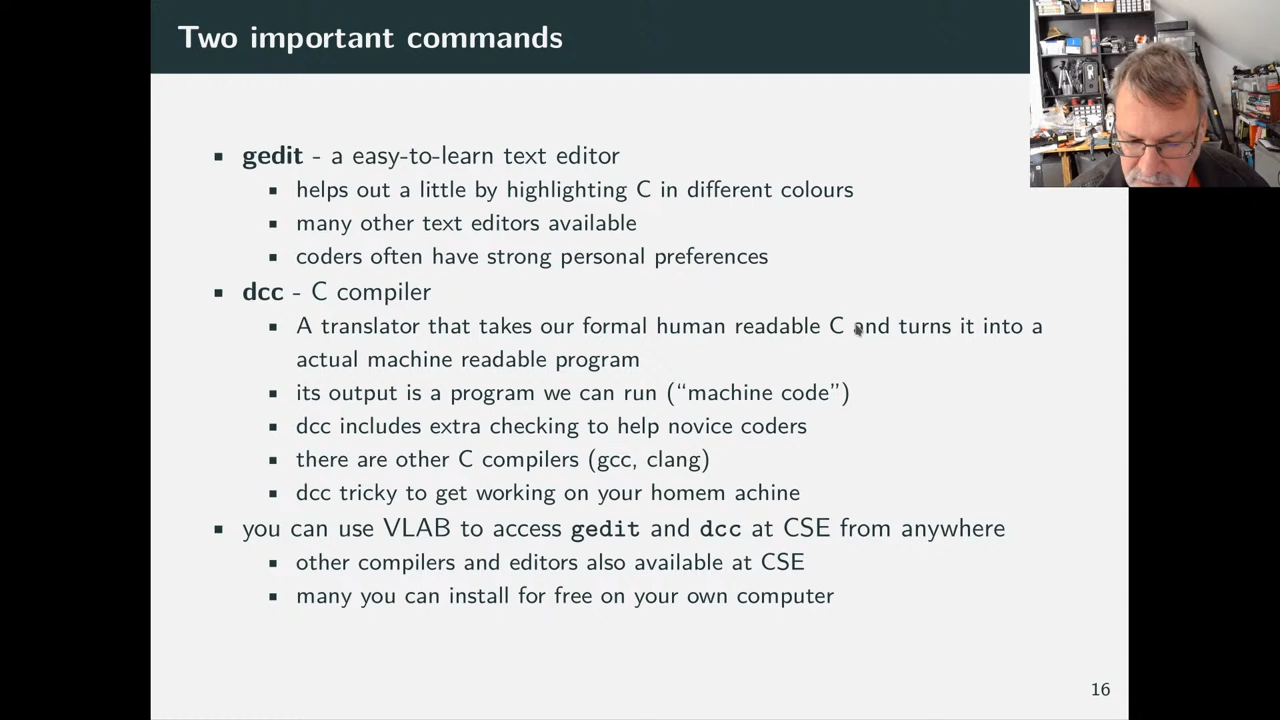 Two important commands
▪ gedit - a easy-to-learn text editor
▪ helps out a little by highlighting C in different colours
▪ many other text editors available
▪ coders often have strong personal preferences
▪ dcc - C compiler
▪ A translator that takes our formal human readable C and turns it into a
actual machine readable program
▪ its output is a program we can run (“machine code”)
▪ dcc includes extra checking to help novice coders
▪ there are other C compilers (gcc, clang)
▪ dcc tricky to get working on your homem achine
▪ you can use VLAB to access gedit and dcc at CSE from anywhere
▪ other compilers and editors also available at CSE
▪ many you can install for free on your own computer
16